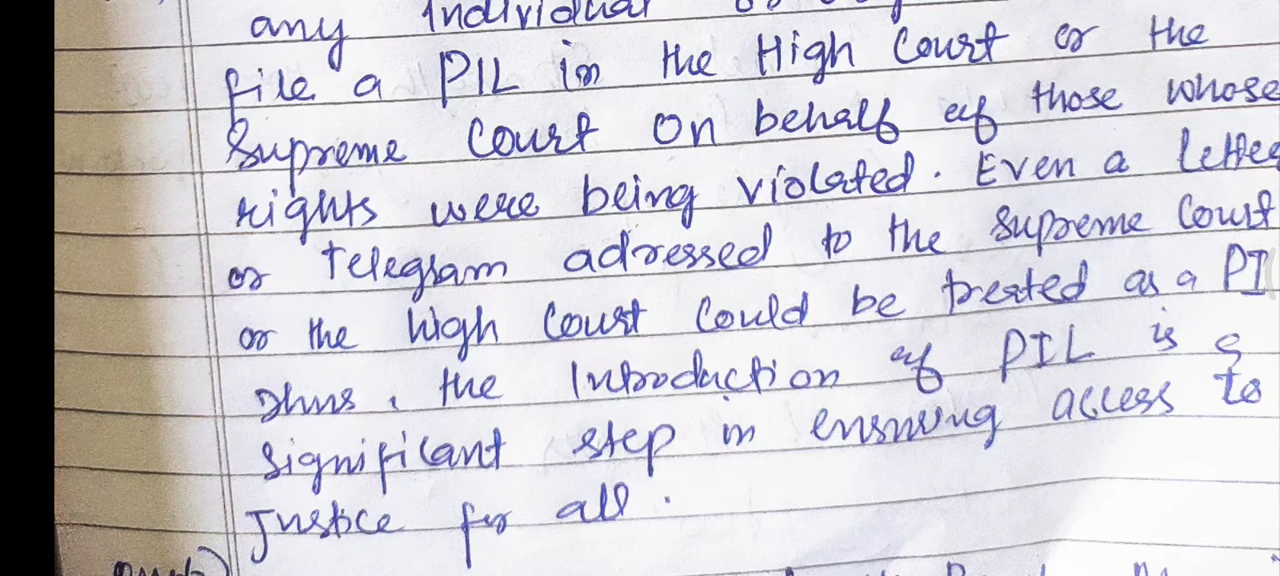 any individual
file a PIL in the High Court or the
Supreme Court on behalf of those whose
rights were being violated. Even a letter
or Telegram adressed to the Supreme Court
or the high Court could be treated as a PI
Thus, the Introduction of PIL is a
significant step in ensuring access to
Justice for all.